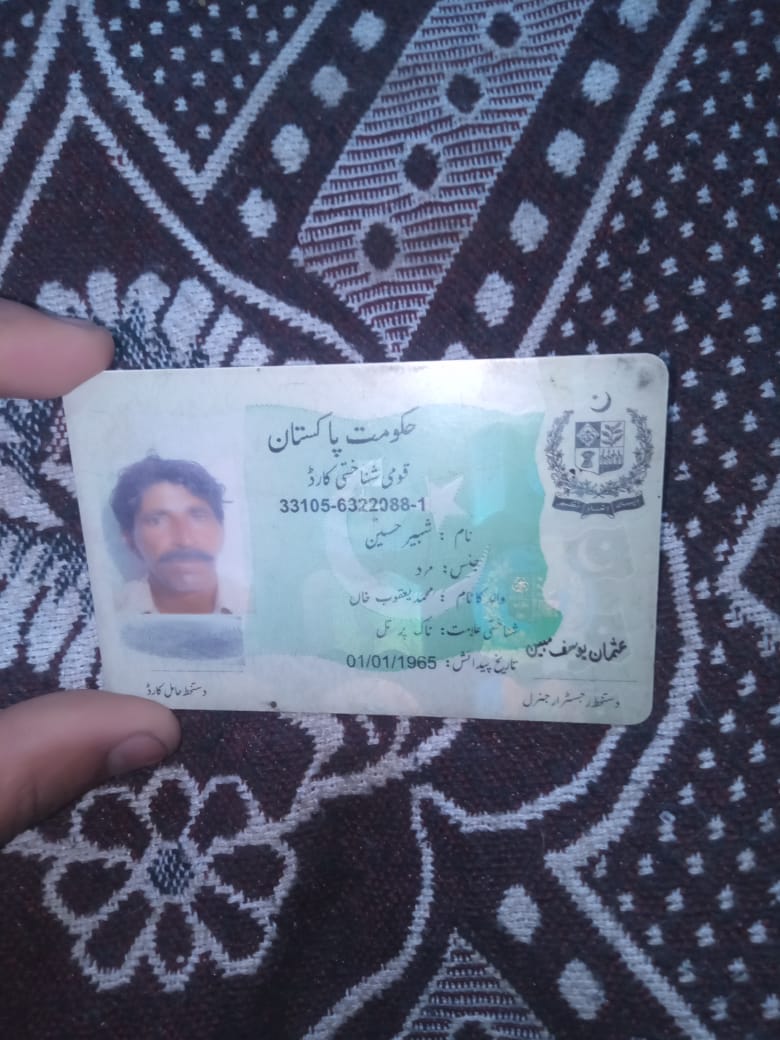 حکومت پاکستان
قومی شناختی کارڈ
33105-6322088-1
نام : شبیر حسین
جنس: مرد
والد کا نام : محمد یعقوب خاں
شناختی علامت: ناک پر تل
تاریخ پیدائش: 01/01/1965
عثمان یوسف مبین
دستخط حامل کارڈ
دستخط رجسٹرار جنرل